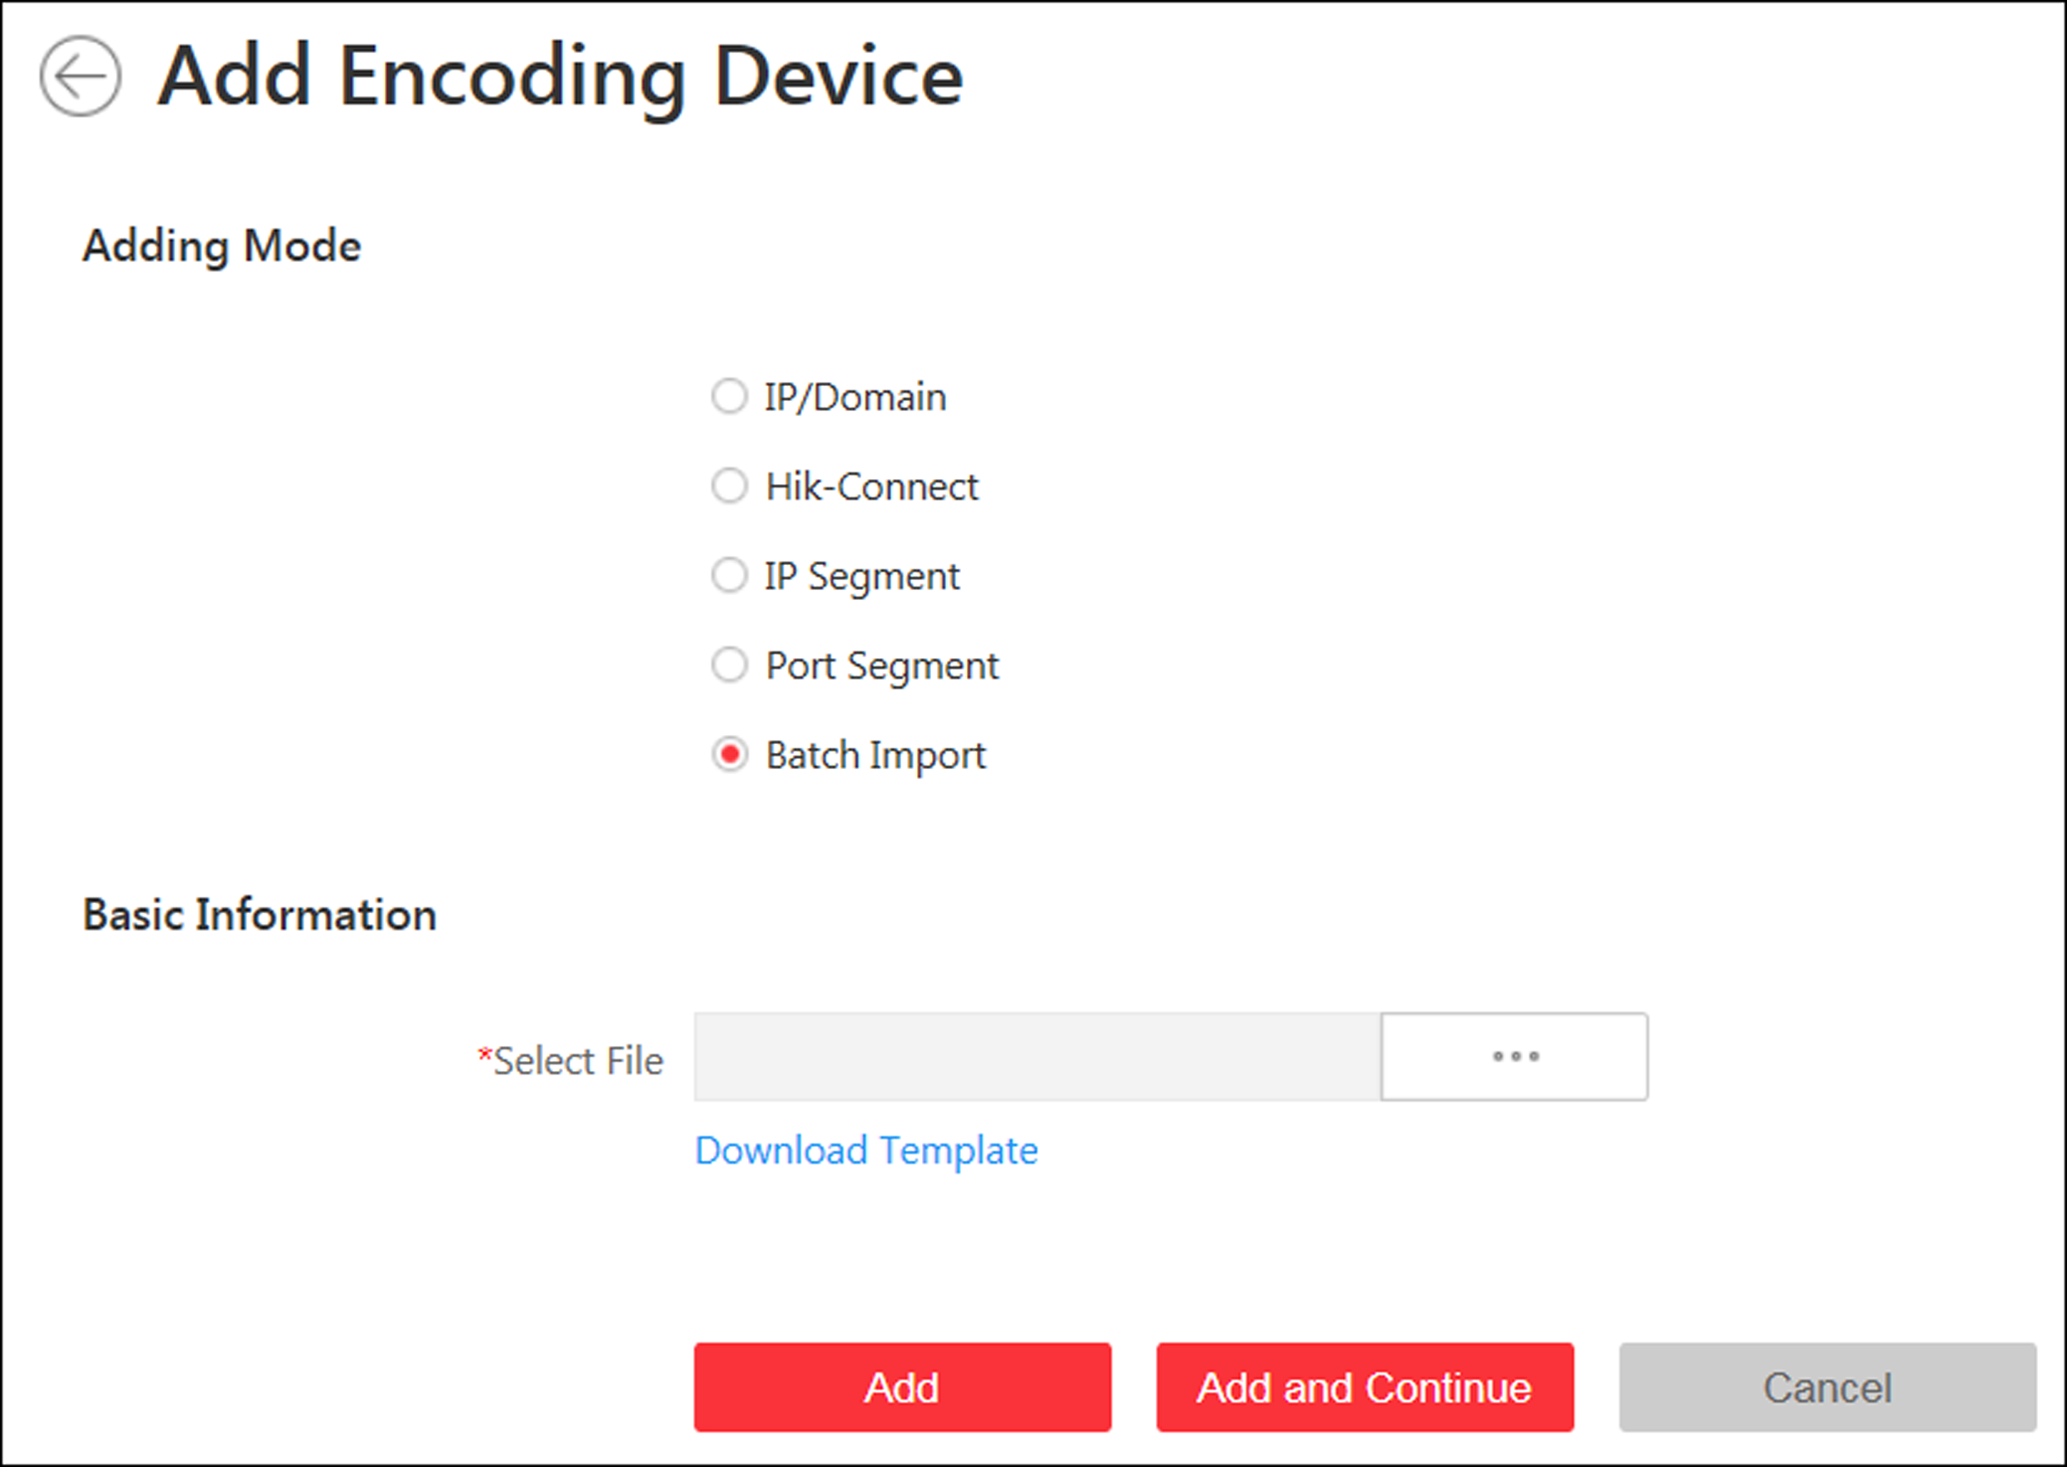 Add Encoding Device
Adding Mode
IP/Domain
Hik-Connect
IP Segment
Port Segment
Batch Import
Basic Information
*Select File
Download Template
Add
Add and Continue
Cancel